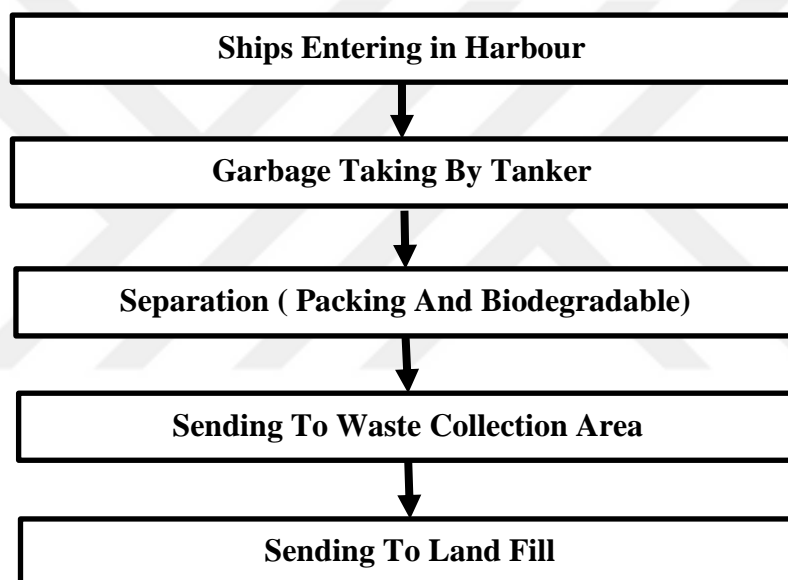 Ships Entering in Harbour
Garbage Taking By Tanker
Separation ( Packing And Biodegradable)
Sending To Waste Collection Area
Sending To Land Fill